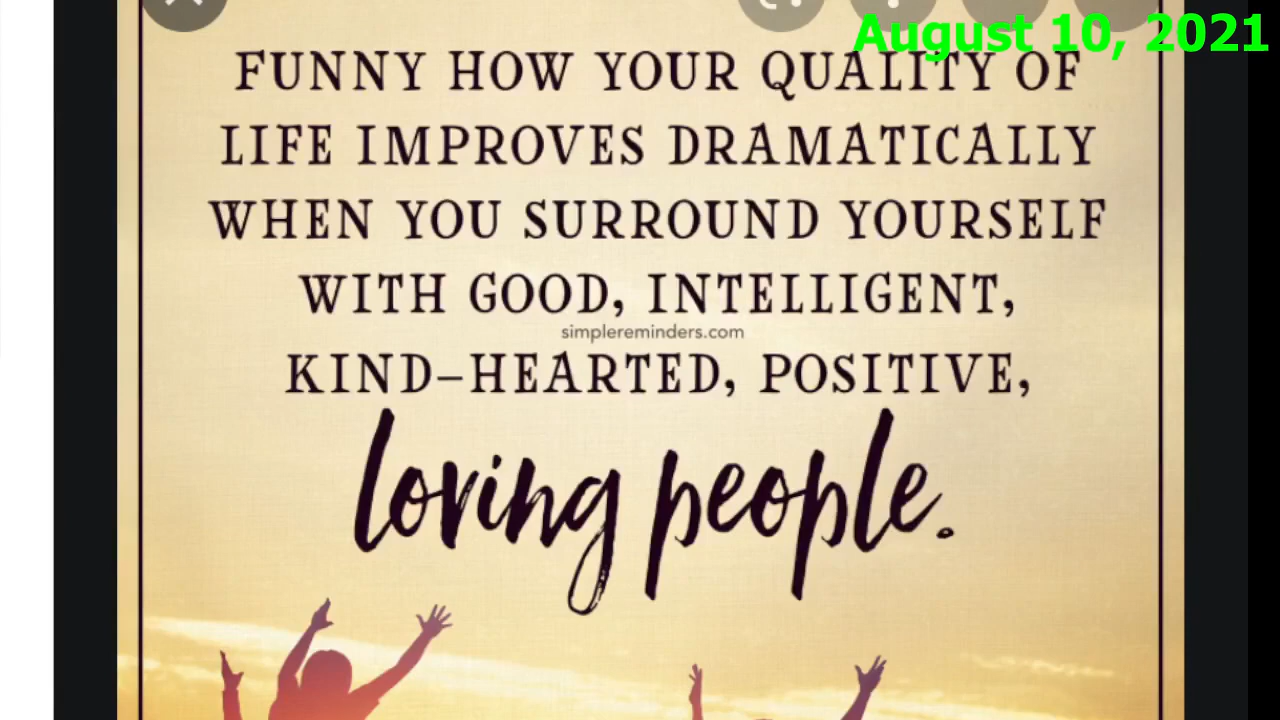 August 10, 2021
FUNNY HOW YOUR QUALITY OF
LIFE IMPROVES DRAMATICALLY
WHEN YOU SURROUND YOURSELF
WITH GOOD, INTELLIGENT,
simplereminders.com
KIND-HEARTED, POSITIVE,
loving people.